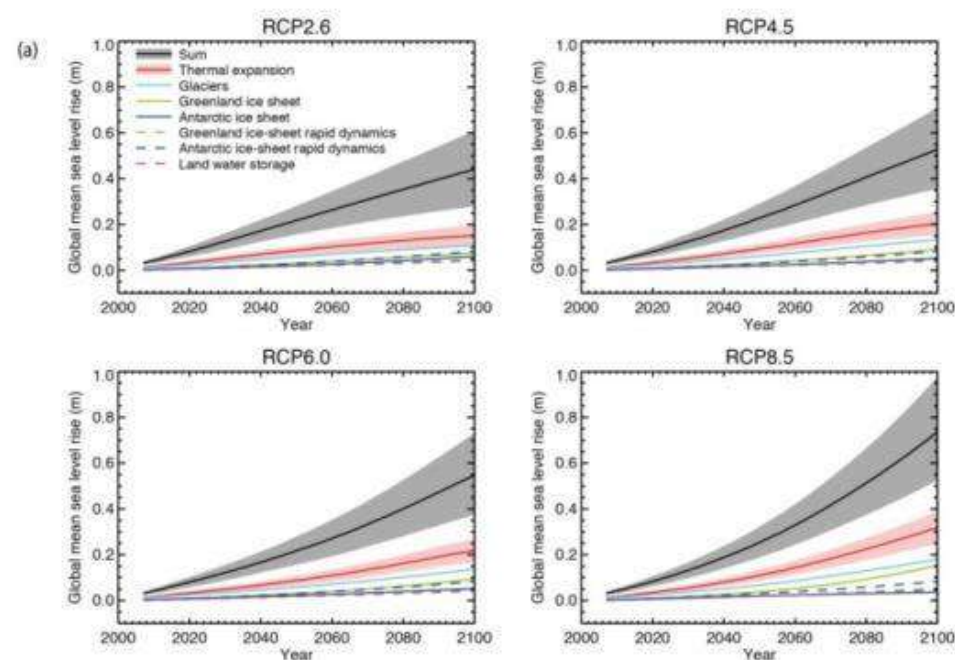 (a)
RCP2.6
Global mean sea level rise (m)
1.0
0.8
0.6
0.4
0.2
0.0
Sum
Thermal expansion
Glaciers
Greenland ice sheet
Antarctic ice sheet
Greenland ice-sheet rapid dynamics
Antarctic ice-sheet rapid dynamics
Land water storage
2000 2020 2040 2060 2080 2100
Year
RCP4.5
Global mean sea level rise (m)
1.0
0.8
0.6
0.4
0.2
0.0
2000 2020 2040 2060 2080 2100
Year
RCP6.0
Global mean sea level rise (m)
1.0
0.8
0.6
0.4
0.2
0.0
2000 2020 2040 2060 2080 2100
Year
RCP8.5
Global mean sea level rise (m)
1.0
0.8
0.6
0.4
0.2
0.0
2000 2020 2040 2060 2080 2100
Year